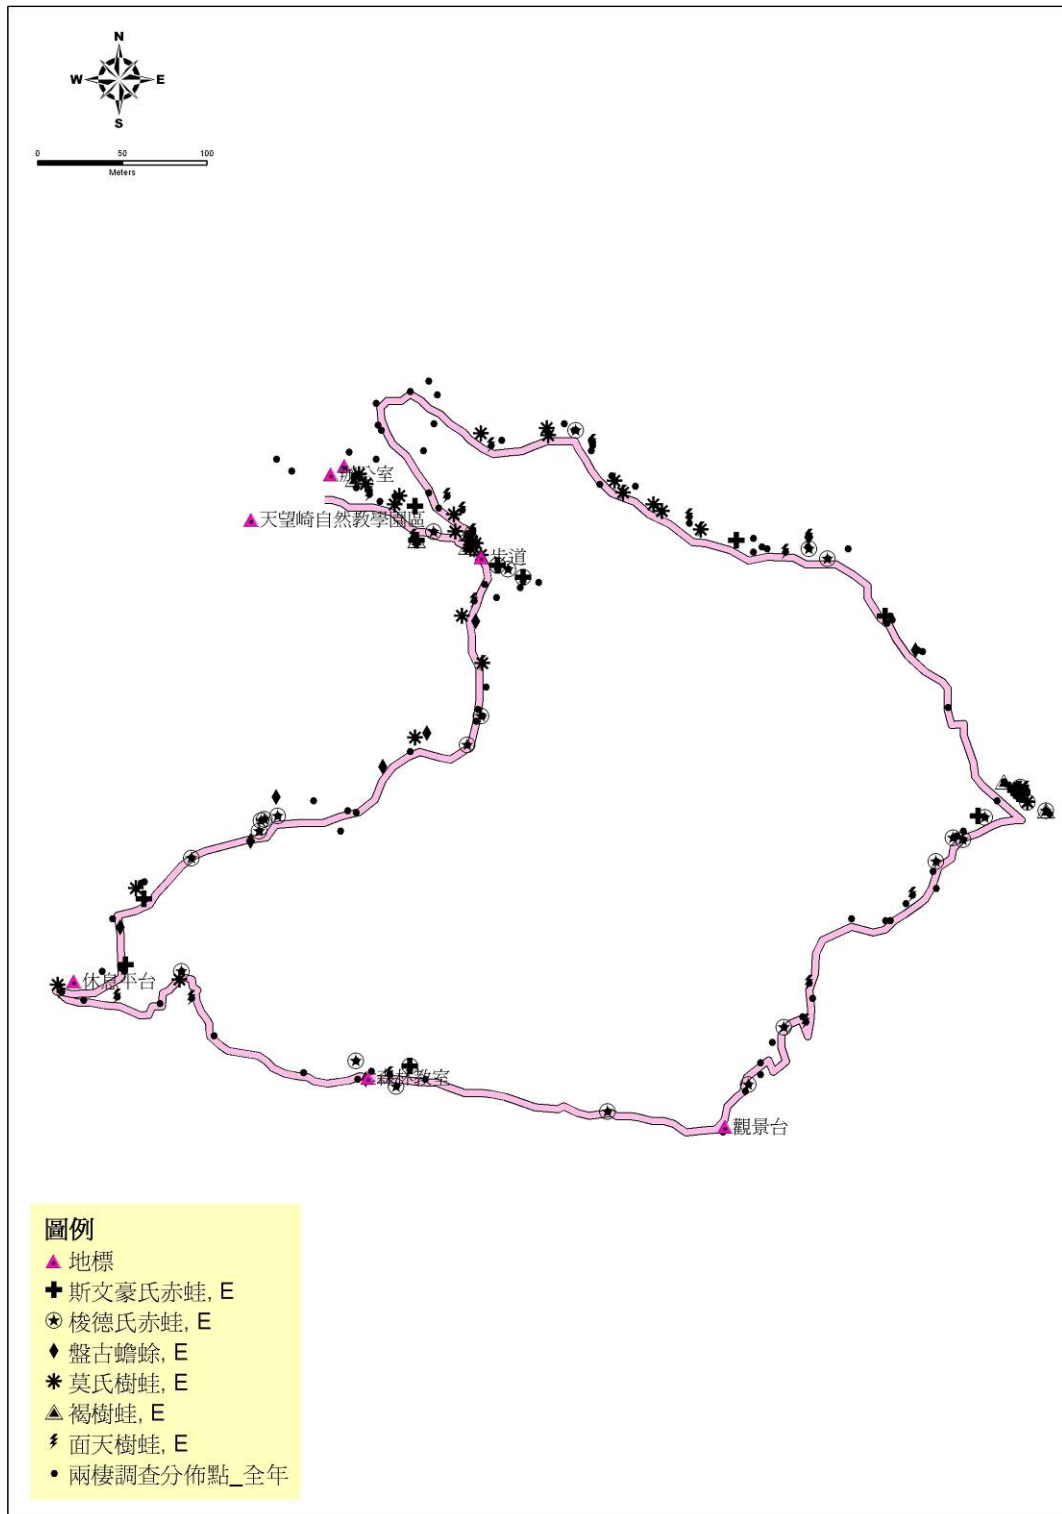 N
W E
S
0 50 100
Meters
辦公室
天望崎自然教學園區
步道
休息平台
森林教室
觀景台
圖例
地標
斯文豪氏赤蛙, E
梭德氏赤蛙, E
盤古蟾蜍, E
莫氏樹蛙, E
褐樹蛙, E
面天樹蛙, E
兩棲調查分佈點_全年